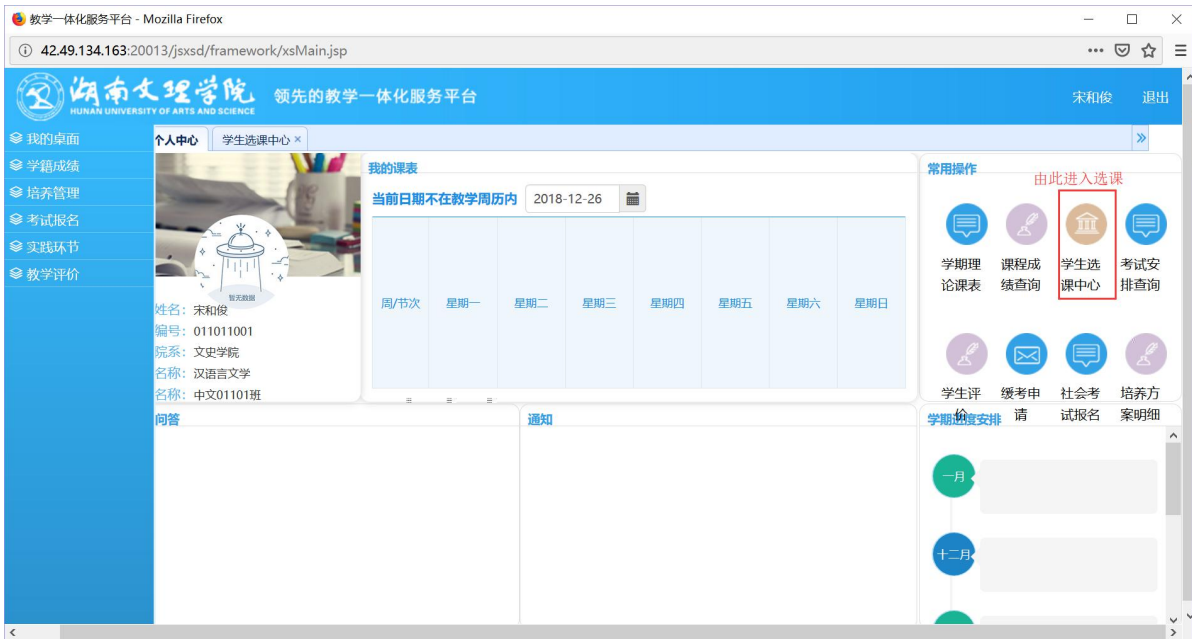 教学一体化服务平台 - Mozilla Firefox
42.49.134.163:20013/jsxsd/framework/xsMain.jsp
湖南文理学院
HUNAN UNIVERSITY OF ARTS AND SCIENCE
领先的教学一体化服务平台
宋和俊 退出
我的桌面
学籍成绩
培养管理
考试报名
实践环节
教学评价
个人中心 学生选课中心 ×
暂无数据
姓名：宋和俊
编号：011011001
院系：文史学院
名称：汉语言文学
名称：中文01101班
我的课表
当前日期不在教学周历内 2018-12-26
周/节次 星期一 星期二 星期三 星期四 星期五 星期六 星期日
常用操作
由此进入选课
学期理论课表
课程成绩查询
学生选课中心
考试安排查询
学生评价
缓考申请
社会考试报名
培养方案明细
问答
通知
学期进度安排
一月
十二月